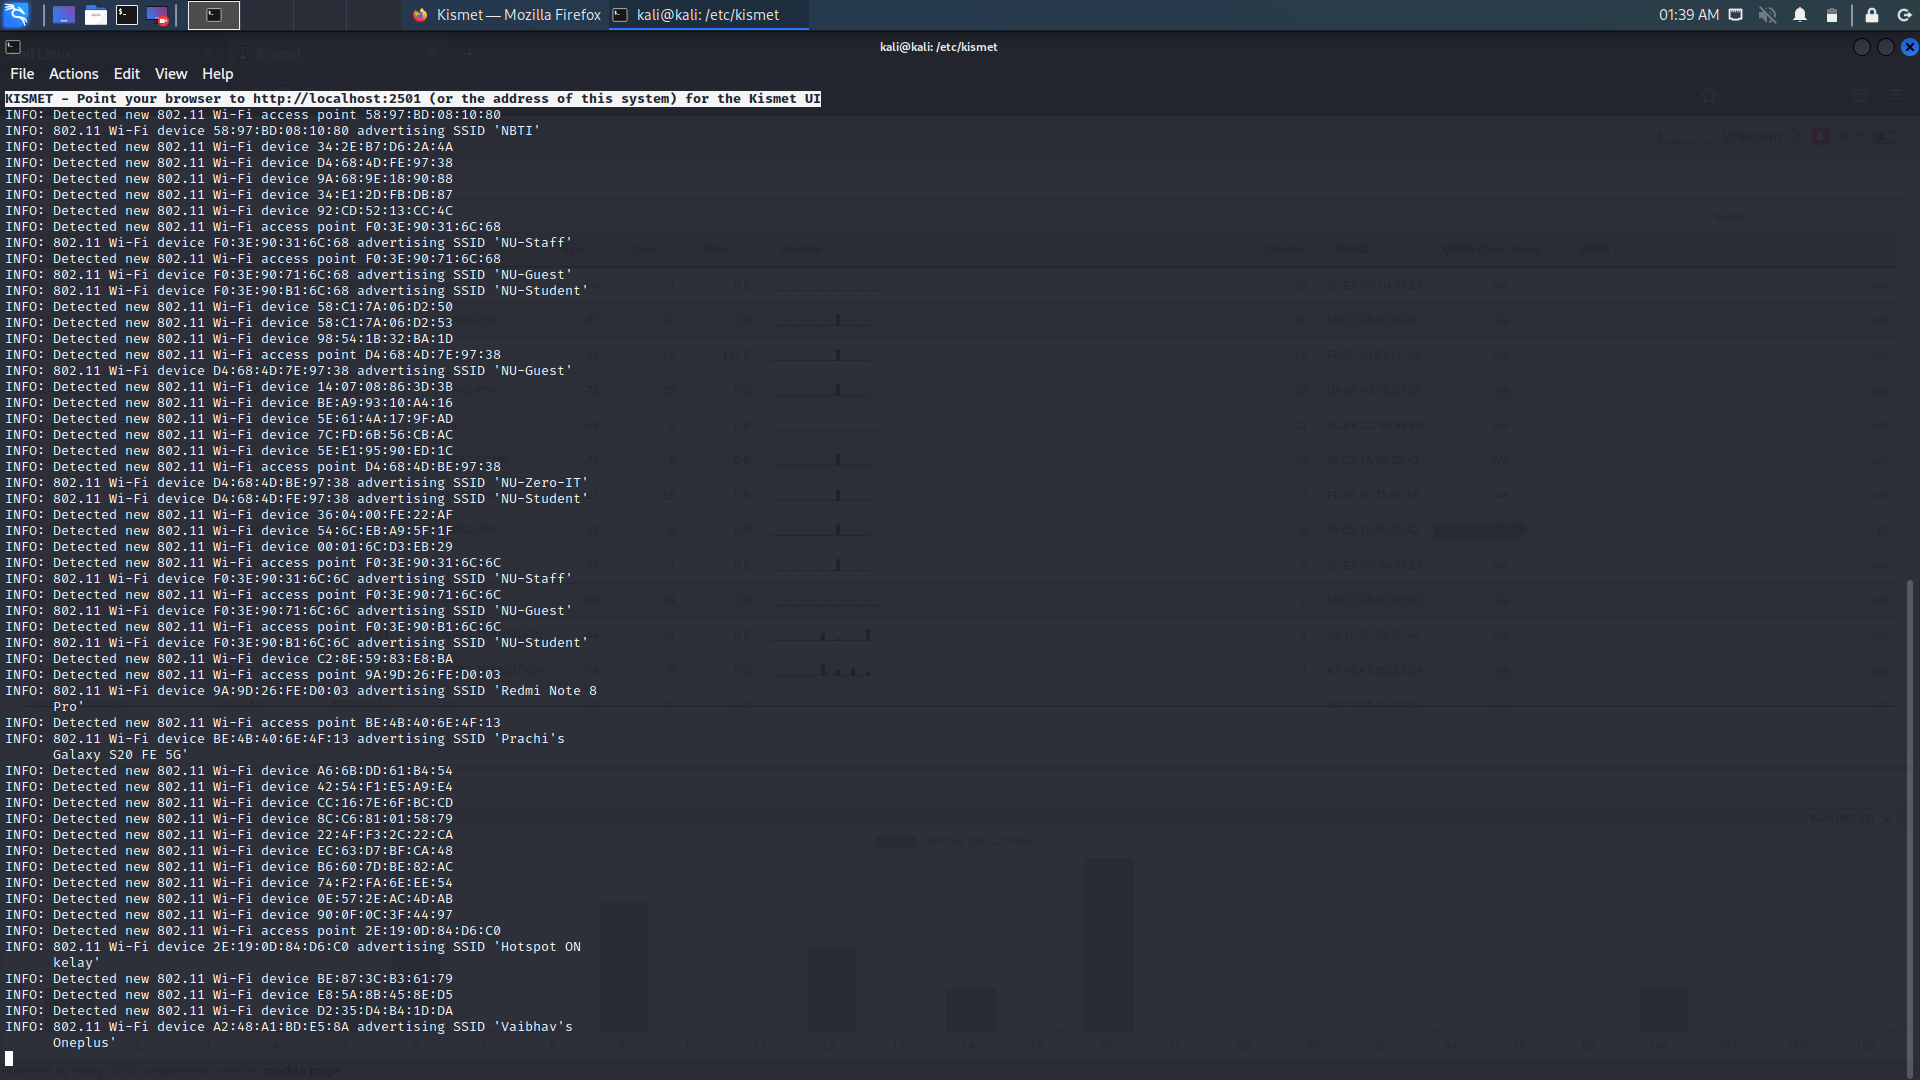 Kismet — Mozilla Firefox
kali@kali: /etc/kismet
01:39 AM
kali@kali: /etc/kismet
File Actions Edit View Help
KISMET - Point your browser to http://localhost:2501 (or the address of this system) for the Kismet UI
INFO: Detected new 802.11 Wi-Fi access point 58:97:BD:08:10:80
INFO: 802.11 Wi-Fi device 58:97:BD:08:10:80 advertising SSID 'NBTI'
INFO: Detected new 802.11 Wi-Fi device 34:2E:B7:D6:2A:4A
INFO: Detected new 802.11 Wi-Fi device D4:68:4D:FE:97:38
INFO: Detected new 802.11 Wi-Fi device 9A:68:9E:18:90:88
INFO: Detected new 802.11 Wi-Fi device 34:E1:2D:FB:DB:87
INFO: Detected new 802.11 Wi-Fi device 92:CD:52:13:CC:4C
INFO: Detected new 802.11 Wi-Fi access point F0:3E:90:31:6C:68
INFO: 802.11 Wi-Fi device F0:3E:90:31:6C:68 advertising SSID 'NU-Staff'
INFO: Detected new 802.11 Wi-Fi access point F0:3E:90:71:6C:68
INFO: 802.11 Wi-Fi device F0:3E:90:71:6C:68 advertising SSID 'NU-Guest'
INFO: 802.11 Wi-Fi device F0:3E:90:B1:6C:68 advertising SSID 'NU-Student'
INFO: Detected new 802.11 Wi-Fi device 58:C1:7A:06:D2:50
INFO: Detected new 802.11 Wi-Fi device 58:C1:7A:06:D2:53
INFO: Detected new 802.11 Wi-Fi device 98:54:1B:32:BA:1D
INFO: Detected new 802.11 Wi-Fi access point D4:68:4D:7E:97:38
INFO: 802.11 Wi-Fi device D4:68:4D:7E:97:38 advertising SSID 'NU-Guest'
INFO: Detected new 802.11 Wi-Fi device 14:07:08:86:3D:3B
INFO: Detected new 802.11 Wi-Fi device BE:A9:93:10:A4:16
INFO: Detected new 802.11 Wi-Fi device 5E:61:4A:17:9F:AD
INFO: Detected new 802.11 Wi-Fi device 7C:FD:6B:56:CB:AC
INFO: Detected new 802.11 Wi-Fi device 5E:E1:95:90:ED:1C
INFO: Detected new 802.11 Wi-Fi access point D4:68:4D:BE:97:38
INFO: 802.11 Wi-Fi device D4:68:4D:BE:97:38 advertising SSID 'NU-Zero-IT'
INFO: 802.11 Wi-Fi device D4:68:4D:FE:97:38 advertising SSID 'NU-Student'
INFO: Detected new 802.11 Wi-Fi device 36:04:00:FE:22:AF
INFO: Detected new 802.11 Wi-Fi device 54:6C:EB:A9:5F:1F
INFO: Detected new 802.11 Wi-Fi device 00:01:6C:D3:EB:29
INFO: Detected new 802.11 Wi-Fi access point F0:3E:90:31:6C:6C
INFO: 802.11 Wi-Fi device F0:3E:90:31:6C:6C advertising SSID 'NU-Staff'
INFO: Detected new 802.11 Wi-Fi access point F0:3E:90:71:6C:6C
INFO: 802.11 Wi-Fi device F0:3E:90:71:6C:6C advertising SSID 'NU-Guest'
INFO: Detected new 802.11 Wi-Fi access point F0:3E:90:B1:6C:6C
INFO: 802.11 Wi-Fi device F0:3E:90:B1:6C:6C advertising SSID 'NU-Student'
INFO: Detected new 802.11 Wi-Fi device C2:8E:59:83:E8:BA
INFO: Detected new 802.11 Wi-Fi access point 9A:9D:26:FE:D0:03
INFO: 802.11 Wi-Fi device 9A:9D:26:FE:D0:03 advertising SSID 'Redmi Note 8
Pro'
INFO: Detected new 802.11 Wi-Fi access point BE:4B:40:6E:4F:13
INFO: 802.11 Wi-Fi device BE:4B:40:6E:4F:13 advertising SSID 'Prachi's
Galaxy S20 FE 5G'
INFO: Detected new 802.11 Wi-Fi device A6:6B:DD:61:B4:54
INFO: Detected new 802.11 Wi-Fi device 42:54:F1:E5:A9:E4
INFO: Detected new 802.11 Wi-Fi device CC:16:7E:6F:BC:CD
INFO: Detected new 802.11 Wi-Fi device 8C:C6:81:01:58:79
INFO: Detected new 802.11 Wi-Fi device 22:4F:F3:2C:22:CA
INFO: Detected new 802.11 Wi-Fi device EC:63:D7:BF:CA:48
INFO: Detected new 802.11 Wi-Fi device B6:60:7D:BE:82:AC
INFO: Detected new 802.11 Wi-Fi device 74:F2:FA:6E:EE:54
INFO: Detected new 802.11 Wi-Fi device 0E:57:2E:AC:4D:AB
INFO: Detected new 802.11 Wi-Fi device 90:0F:0C:3F:44:97
INFO: Detected new 802.11 Wi-Fi access point 2E:19:0D:84:D6:C0
INFO: 802.11 Wi-Fi device 2E:19:0D:84:D6:C0 advertising SSID 'Hotspot ON
kelay'
INFO: Detected new 802.11 Wi-Fi device BE:87:3C:B3:61:79
INFO: Detected new 802.11 Wi-Fi device E8:5A:8B:45:8E:D5
INFO: Detected new 802.11 Wi-Fi device D2:35:D4:B4:1D:DA
INFO: 802.11 Wi-Fi device A2:48:A1:BD:E5:8A advertising SSID 'Vaibhav's
Oneplus'